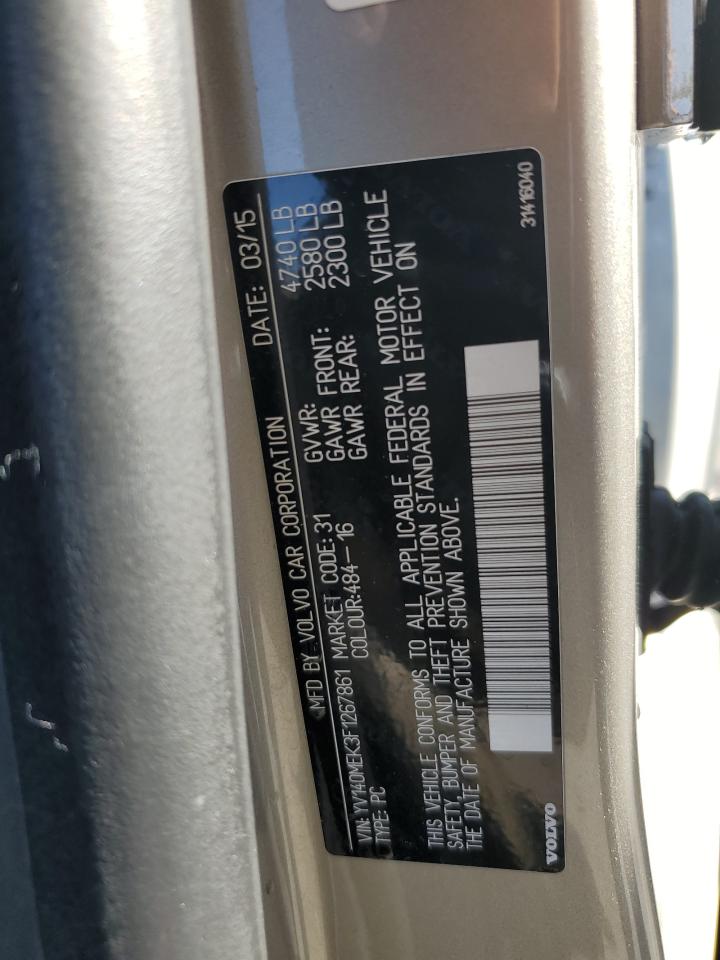 MFD BY VOLVO CAR CORPORATION DATE: 03/15
VIN: YV140MEK3F1267861 MARKET CODE: 31 GVWR: 4740 LB
TYPE: PC COLOUR:484-16 GAWR FRONT: 2580 LB
GAWR REAR: 2300 LB
THIS VEHICLE CONFORMS TO ALL APPLICABLE FEDERAL MOTOR VEHICLE
SAFETY, BUMPER AND THEFT PREVENTION STANDARDS IN EFFECT ON
THE DATE OF MANUFACTURE SHOWN ABOVE.
VOLVO 31416040